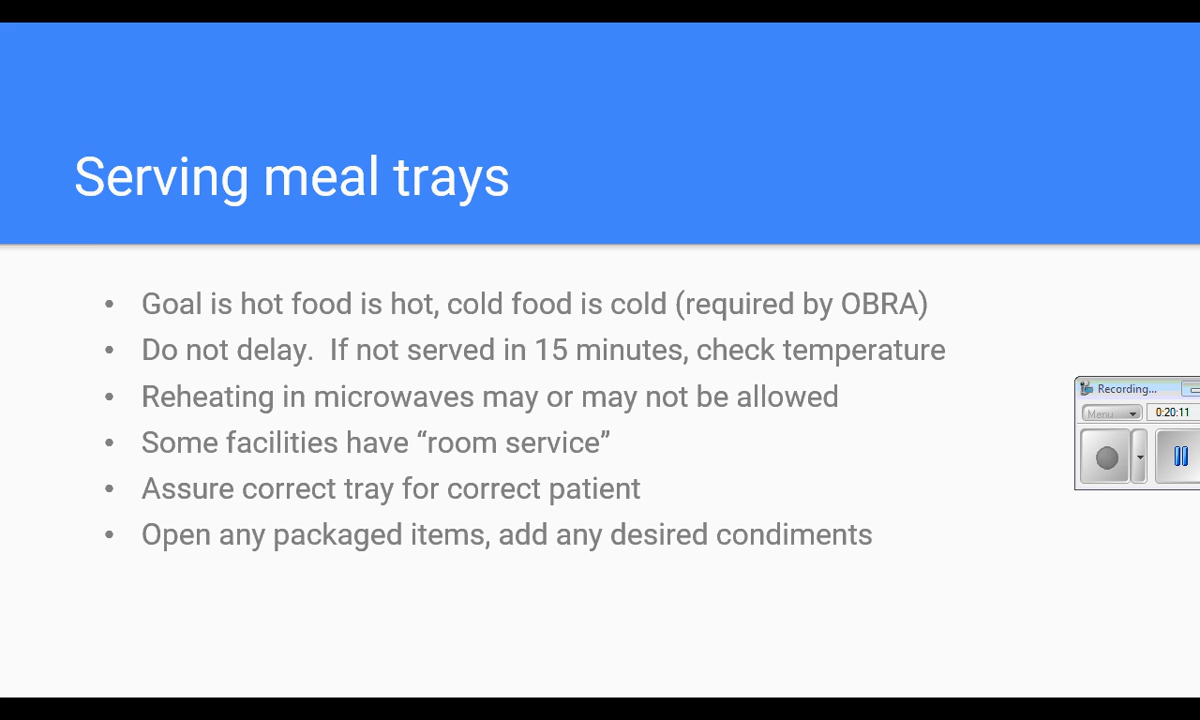 Serving meal trays
• Goal is hot food is hot, cold food is cold (required by OBRA)
• Do not delay.  If not served in 15 minutes, check temperature
• Reheating in microwaves may or may not be allowed
• Some facilities have “room service”
• Assure correct tray for correct patient
• Open any packaged items, add any desired condiments
Recording...
Menu 0:20:11